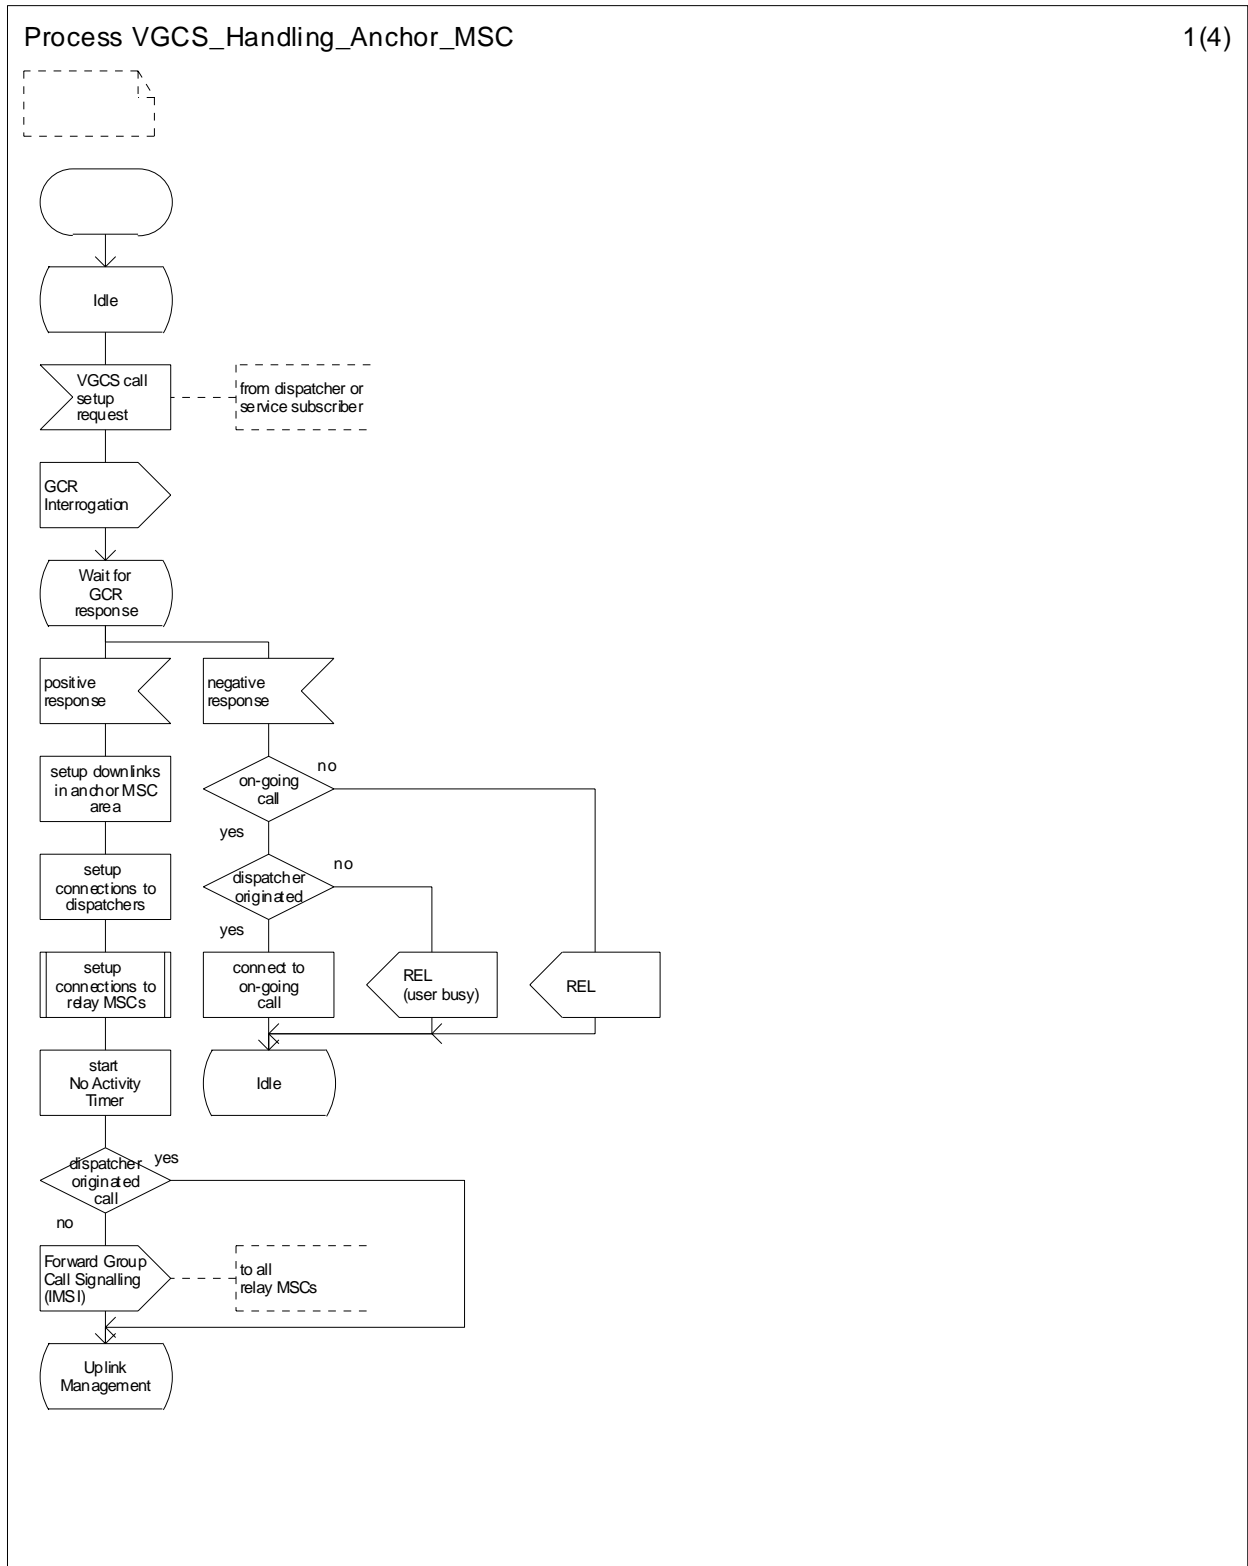 Process VGCS_Handling_Anchor_MSC
1(4)
Idle
VGCS call
setup
request
from dispatcher or
service subscriber
GCR
Interrogation
Wait for
GCR
response
positive
response
negative
response
setup downlinks
in anchor MSC
area
on-going
call
no
yes
setup
connections to
dispatchers
dispatcher
originated
no
yes
setup
connections to
relay MSCs
connect to
on-going
call
REL
(user busy)
REL
start
No Activity
Timer
Idle
dispatcher
originated
call
yes
no
Forward Group
Call Signalling
(IMSI)
to all
relay MSCs
Uplink
Management